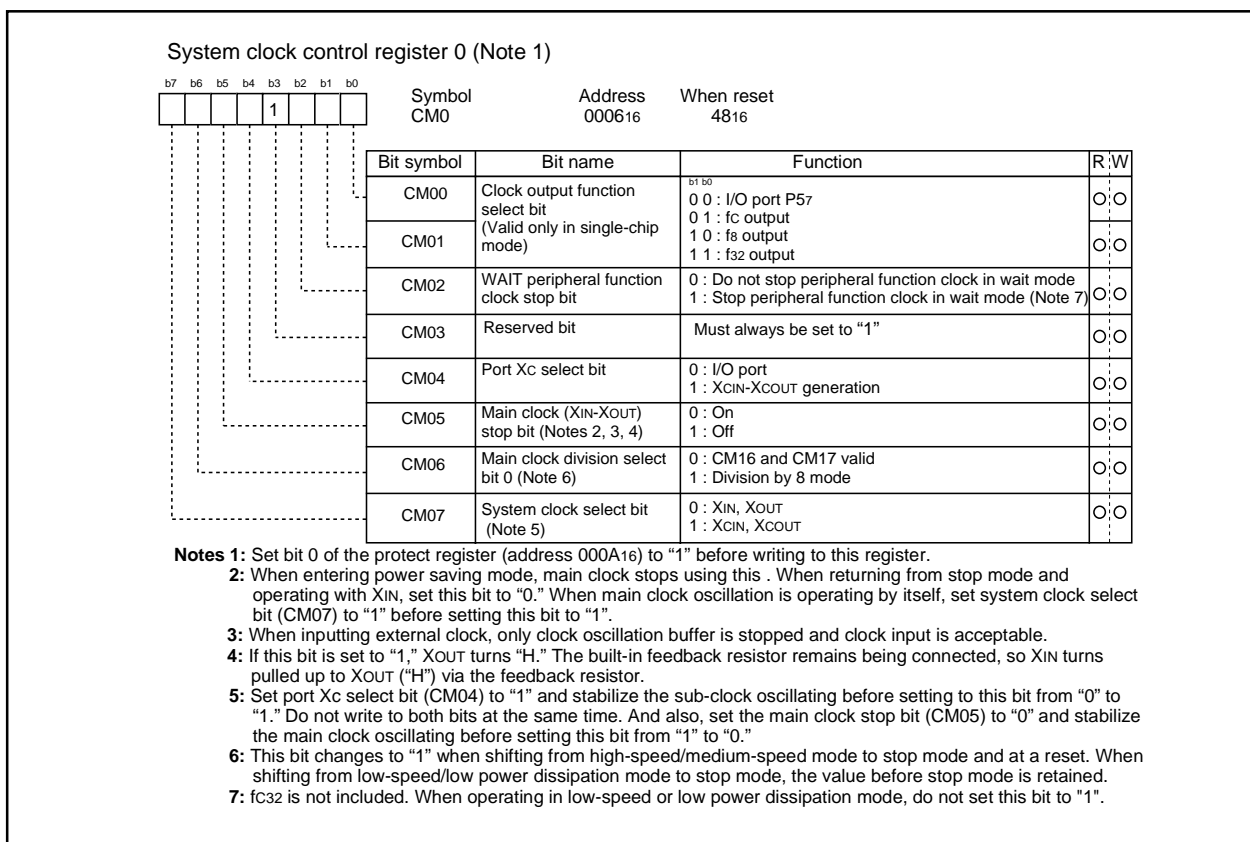 System clock control register 0 (Note 1)
b7 b6 b5 b4 b3 b2 b1 b0
1
Symbol Address When reset
CM0 000616 4816
Bit symbol Bit name Function R W
CM00 Clock output function select bit (Valid only in single-chip mode)
b1 b0
0 0 : I/O port P57
0 1 : fC output
CM01
1 0 : f8 output
1 1 : f32 output
CM02 WAIT peripheral function clock stop bit
0 : Do not stop peripheral function clock in wait mode
1 : Stop peripheral function clock in wait mode (Note 7)
CM03 Reserved bit Must always be set to “1”
CM04 Port XC select bit
0 : I/O port
1 : XCIN-XCOUT generation
CM05 Main clock (XIN-XOUT) stop bit (Notes 2, 3, 4)
0 : On
1 : Off
CM06 Main clock division select bit 0 (Note 6)
0 : CM16 and CM17 valid
1 : Division by 8 mode
CM07 System clock select bit (Note 5)
0 : XIN, XOUT
1 : XCIN, XCOUT
Notes 1: Set bit 0 of the protect register (address 000A16) to “1” before writing to this register.
2: When entering power saving mode, main clock stops using this . When returning from stop mode and
operating with XIN, set this bit to “0.” When main clock oscillation is operating by itself, set system clock select
bit (CM07) to “1” before setting this bit to “1”.
3: When inputting external clock, only clock oscillation buffer is stopped and clock input is acceptable.
4: If this bit is set to “1,” XOUT turns “H.” The built-in feedback resistor remains being connected, so XIN turns
pulled up to XOUT (“H”) via the feedback resistor.
5: Set port Xc select bit (CM04) to “1” and stabilize the sub-clock oscillating before setting to this bit from “0” to
“1.” Do not write to both bits at the same time. And also, set the main clock stop bit (CM05) to “0” and stabilize
the main clock oscillating before setting this bit from “1” to “0.”
6: This bit changes to “1” when shifting from high-speed/medium-speed mode to stop mode and at a reset. When
shifting from low-speed/low power dissipation mode to stop mode, the value before stop mode is retained.
7: fC32 is not included. When operating in low-speed or low power dissipation mode, do not set this bit to "1".